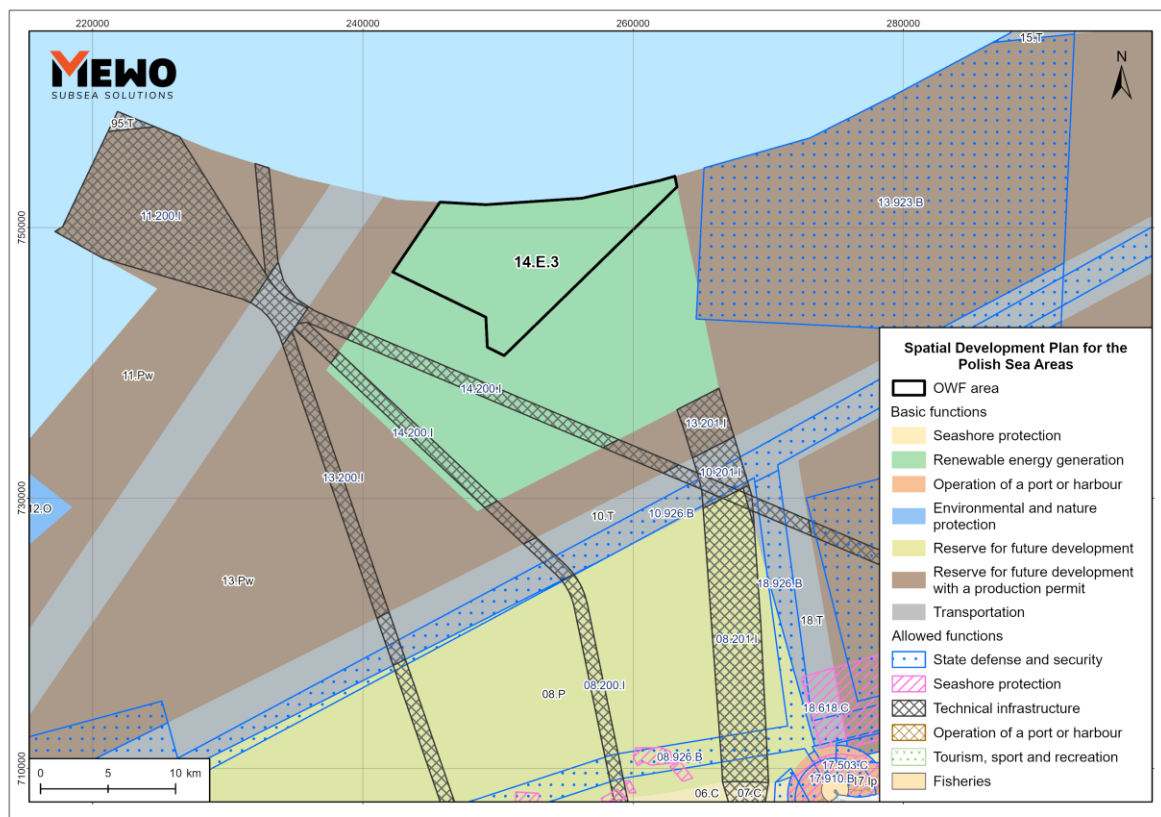 220000
240000
260000
280000
MEWO
SUBSEA SOLUTIONS
15.T
N
95.T
11.200.I
13.923.B
750000
14.E.3
11.Pw
14.200.I
14.200.I
13.201.I
13.200.I
10.201.I
12.O
10.T
10.926.B
730000
13.Pw
18.926.B
18.T
08.201.I
08.P
08.200.I
18.618.C
08.926.B
17.503.C
17.910.B
17.Ip
06.C
07.C
710000
0 5 10 km
Spatial Development Plan for the
Polish Sea Areas
OWF area
Basic functions
Seashore protection
Renewable energy generation
Operation of a port or harbour
Environmental and nature
protection
Reserve for future development
Reserve for future development
with a production permit
Transportation
Allowed functions
State defense and security
Seashore protection
Technical infrastructure
Operation of a port or harbour
Tourism, sport and recreation
Fisheries